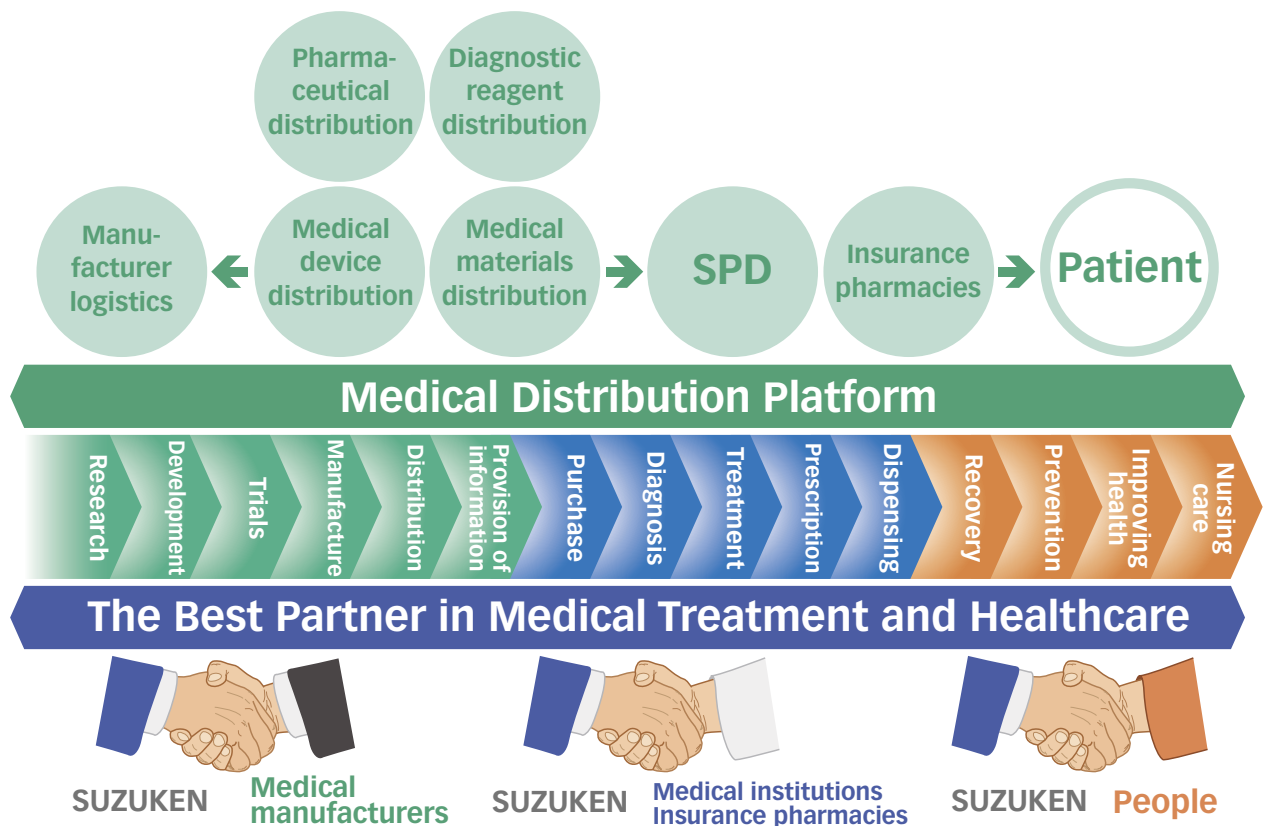 Pharma-
ceutical
distribution
Diagnostic
reagent
distribution
Manu-
facturer
logistics
Medical
device
distribution
Medical
materials
distribution
SPD
Insurance
pharmacies
Patient
Medical Distribution Platform
Research
Development
Trials
Manufacture
Distribution
Provision of
information
Purchase
Diagnosis
Treatment
Prescription
Dispensing
Recovery
Prevention
Improving
health
Nursing
care
The Best Partner in Medical Treatment and Healthcare
SUZUKEN
Medical
manufacturers
SUZUKEN
Medical institutions
Insurance pharmacies
SUZUKEN
People